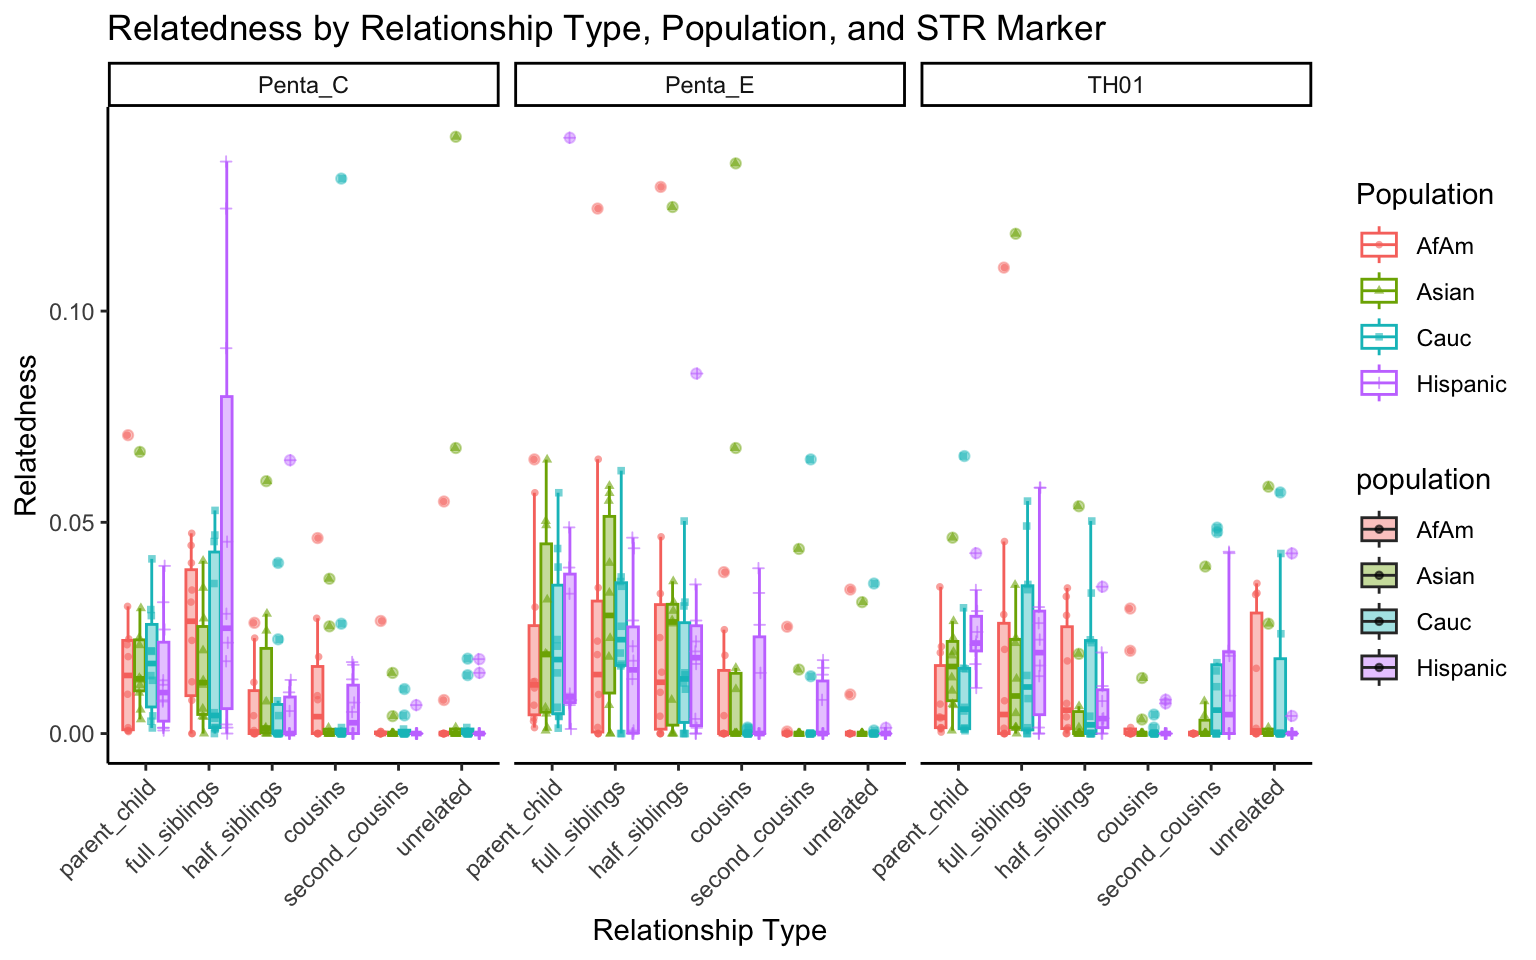 Relatedness by Relationship Type, Population, and STR Marker
Penta_C
Penta_E
TH01
Relatedness
0.10
0.05
0.00
parent_child
full_siblings
half_siblings
cousins
second_cousins
unrelated
parent_child
full_siblings
half_siblings
cousins
second_cousins
unrelated
parent_child
full_siblings
half_siblings
cousins
second_cousins
unrelated
Relationship Type
Population
AfAm
Asian
Cauc
Hispanic
population
AfAm
Asian
Cauc
Hispanic